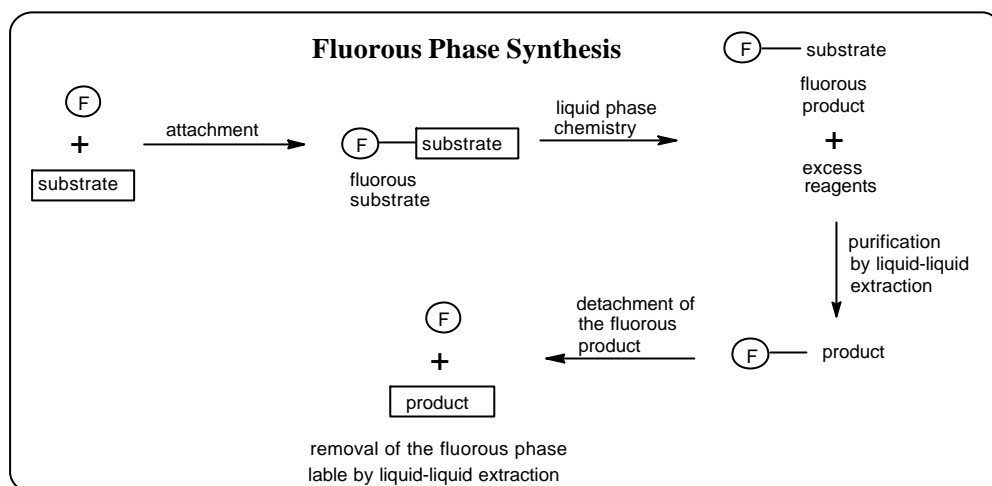 Fluorous Phase Synthesis
F
+
substrate
attachment
F
substrate
fluorous
substrate
liquid phase
chemistry
F
substrate
fluorous
product
+
excess
reagents
purification
by liquid-liquid
extraction
F
product
detachment of
the fluorous
product
F
+
product
removal of the fluorous phase
lable by liquid-liquid extraction